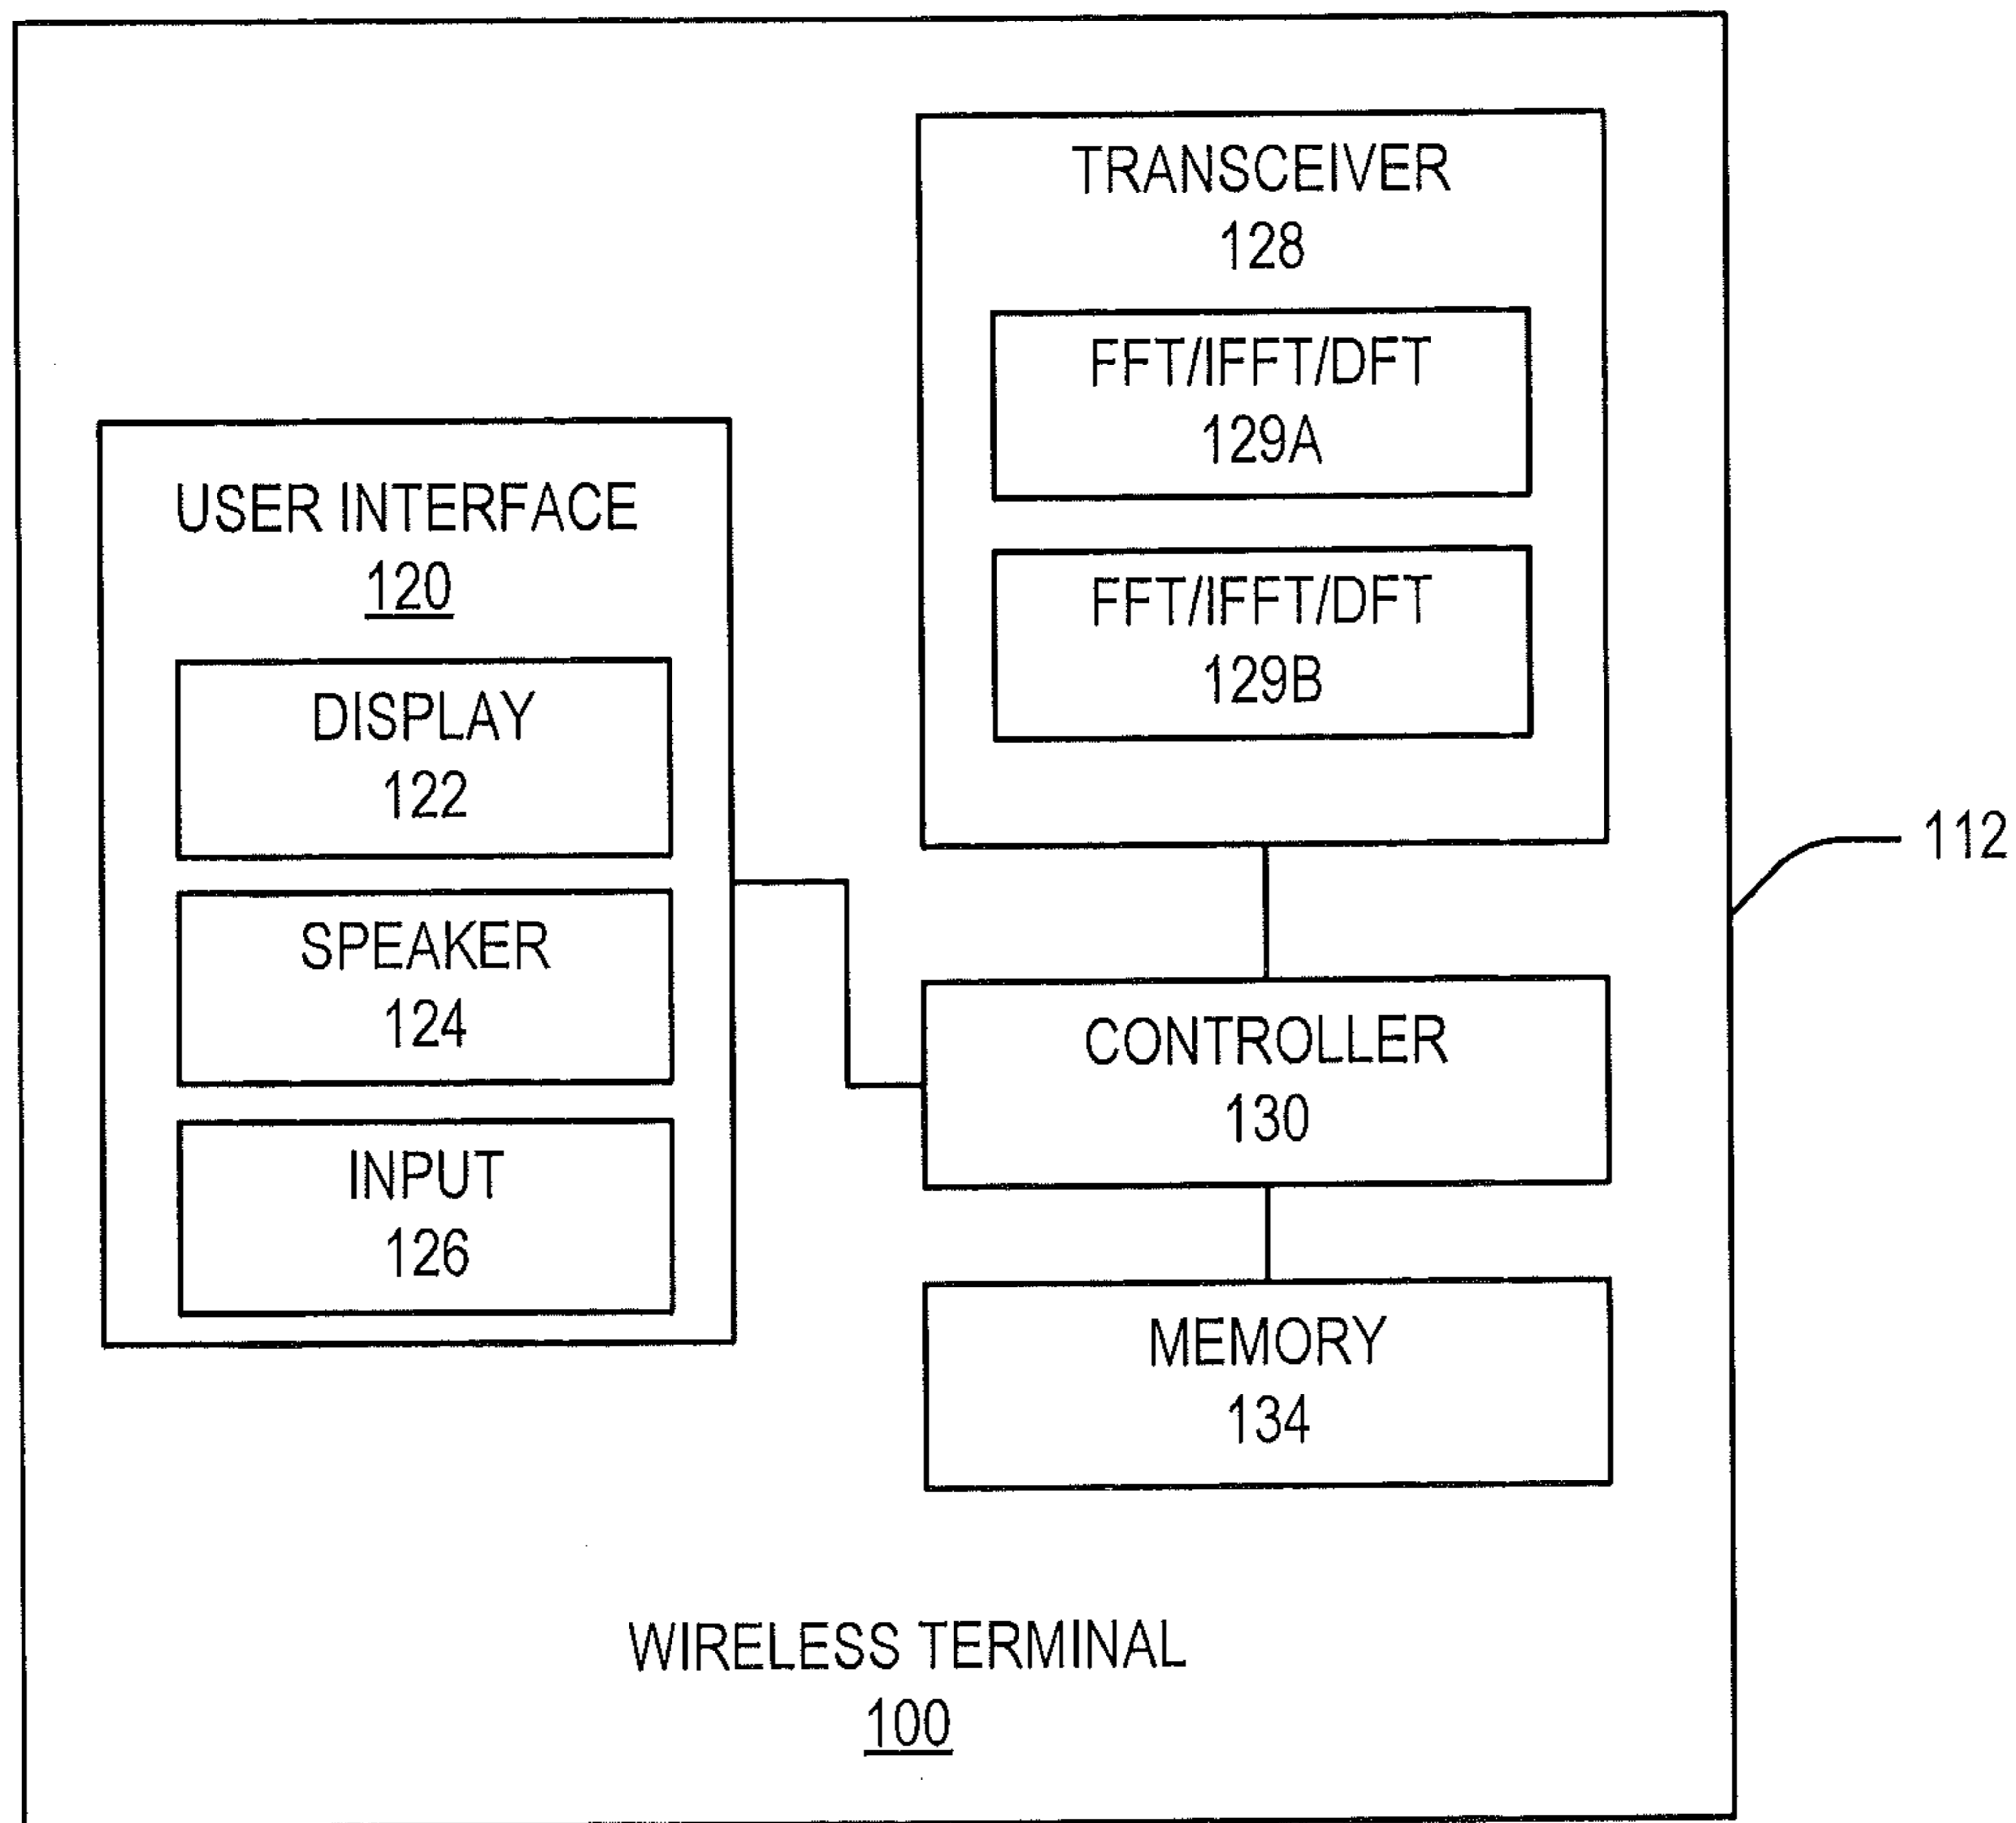 TRANSCEIVER
128
FFT/IFFT/DFT
129A
FFT/IFFT/DFT
129B
USER INTERFACE
120
DISPLAY
122
SPEAKER
124
INPUT
126
112
CONTROLLER
130
MEMORY
134
WIRELESS TERMINAL
100